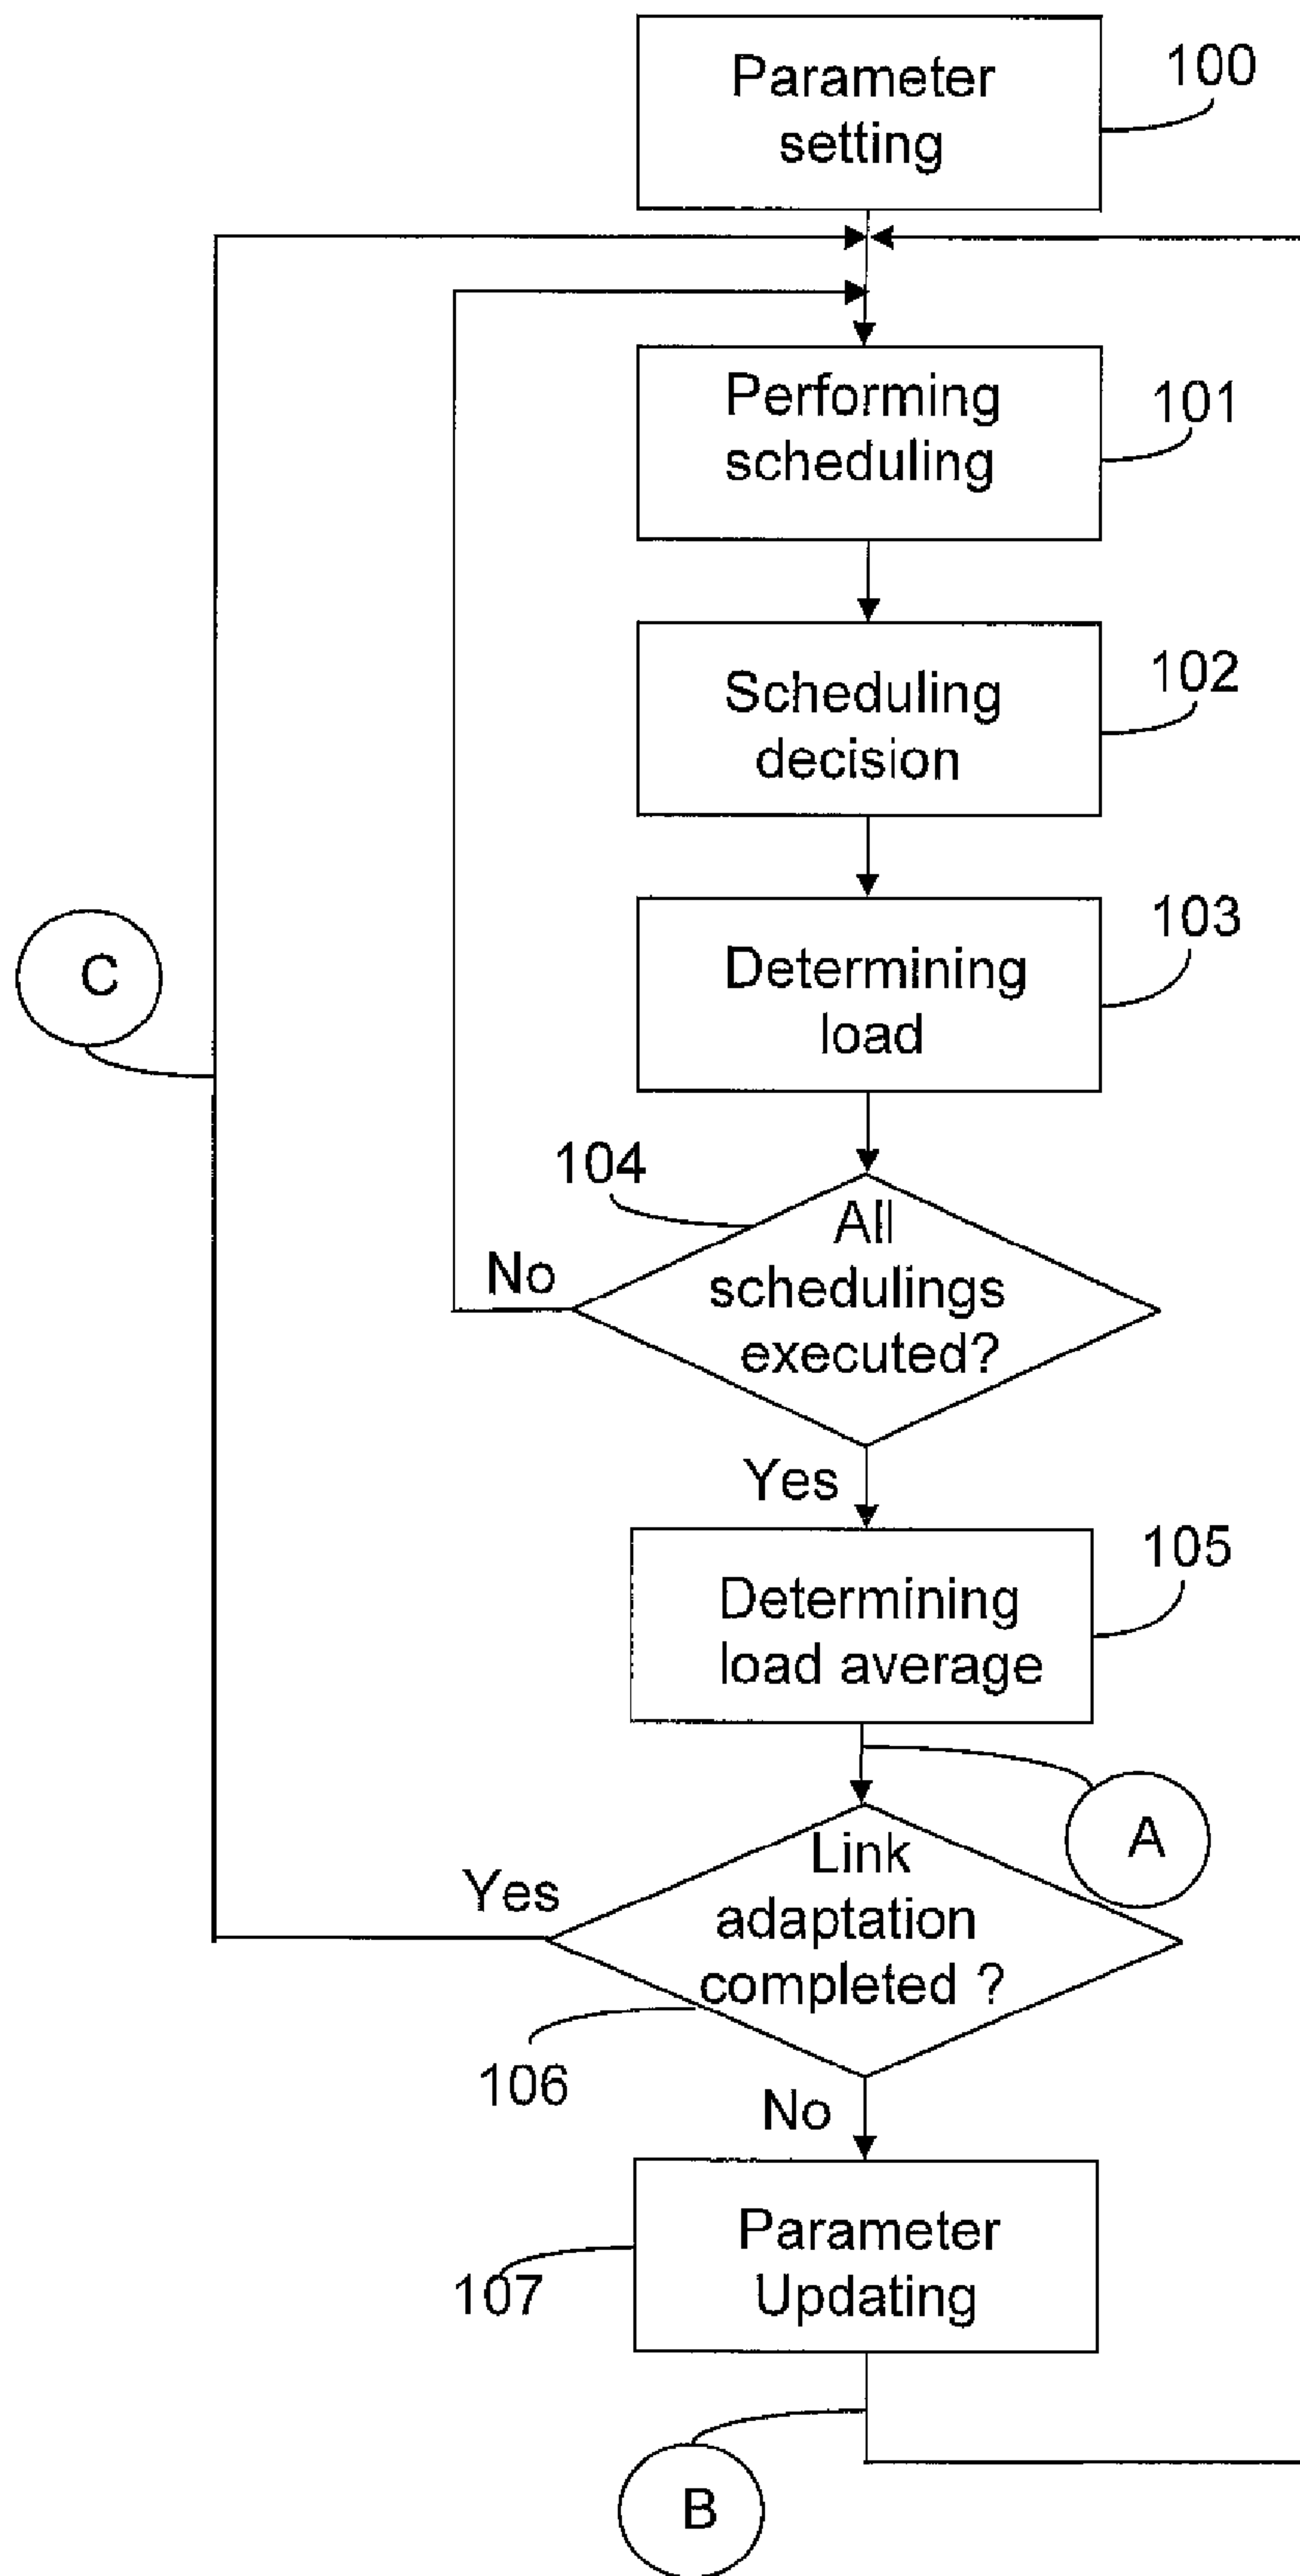 Parameter
setting
100
Performing
scheduling
101
Scheduling
decision
102
Determining
load
103
C
104
All
schedulings
executed?
No
Yes
Determining
load average
105
A
Link
adaptation
completed ?
Yes
106
No
Parameter
Updating
107
B